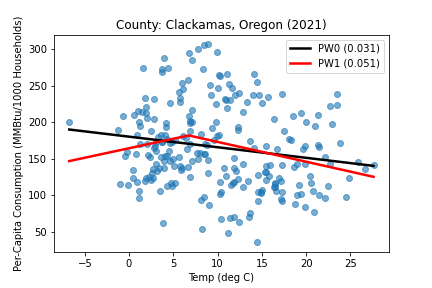 County: Clackamas, Oregon (2021)
Per-Capita Consumption (MMBtu/1000 Households)
300
250
200
150
100
50
PW0 (0.031)
PW1 (0.051)
−5 0 5 10 15 20 25
Temp (deg C)